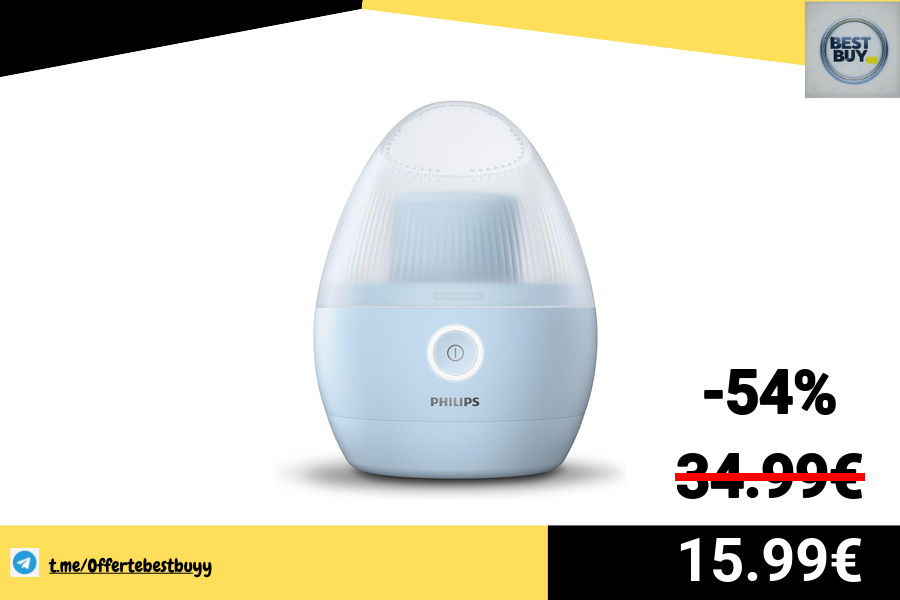 BEST
BUY
PHILIPS
-54%
34.99€
t.me/Offertebestbuyy
15.99€